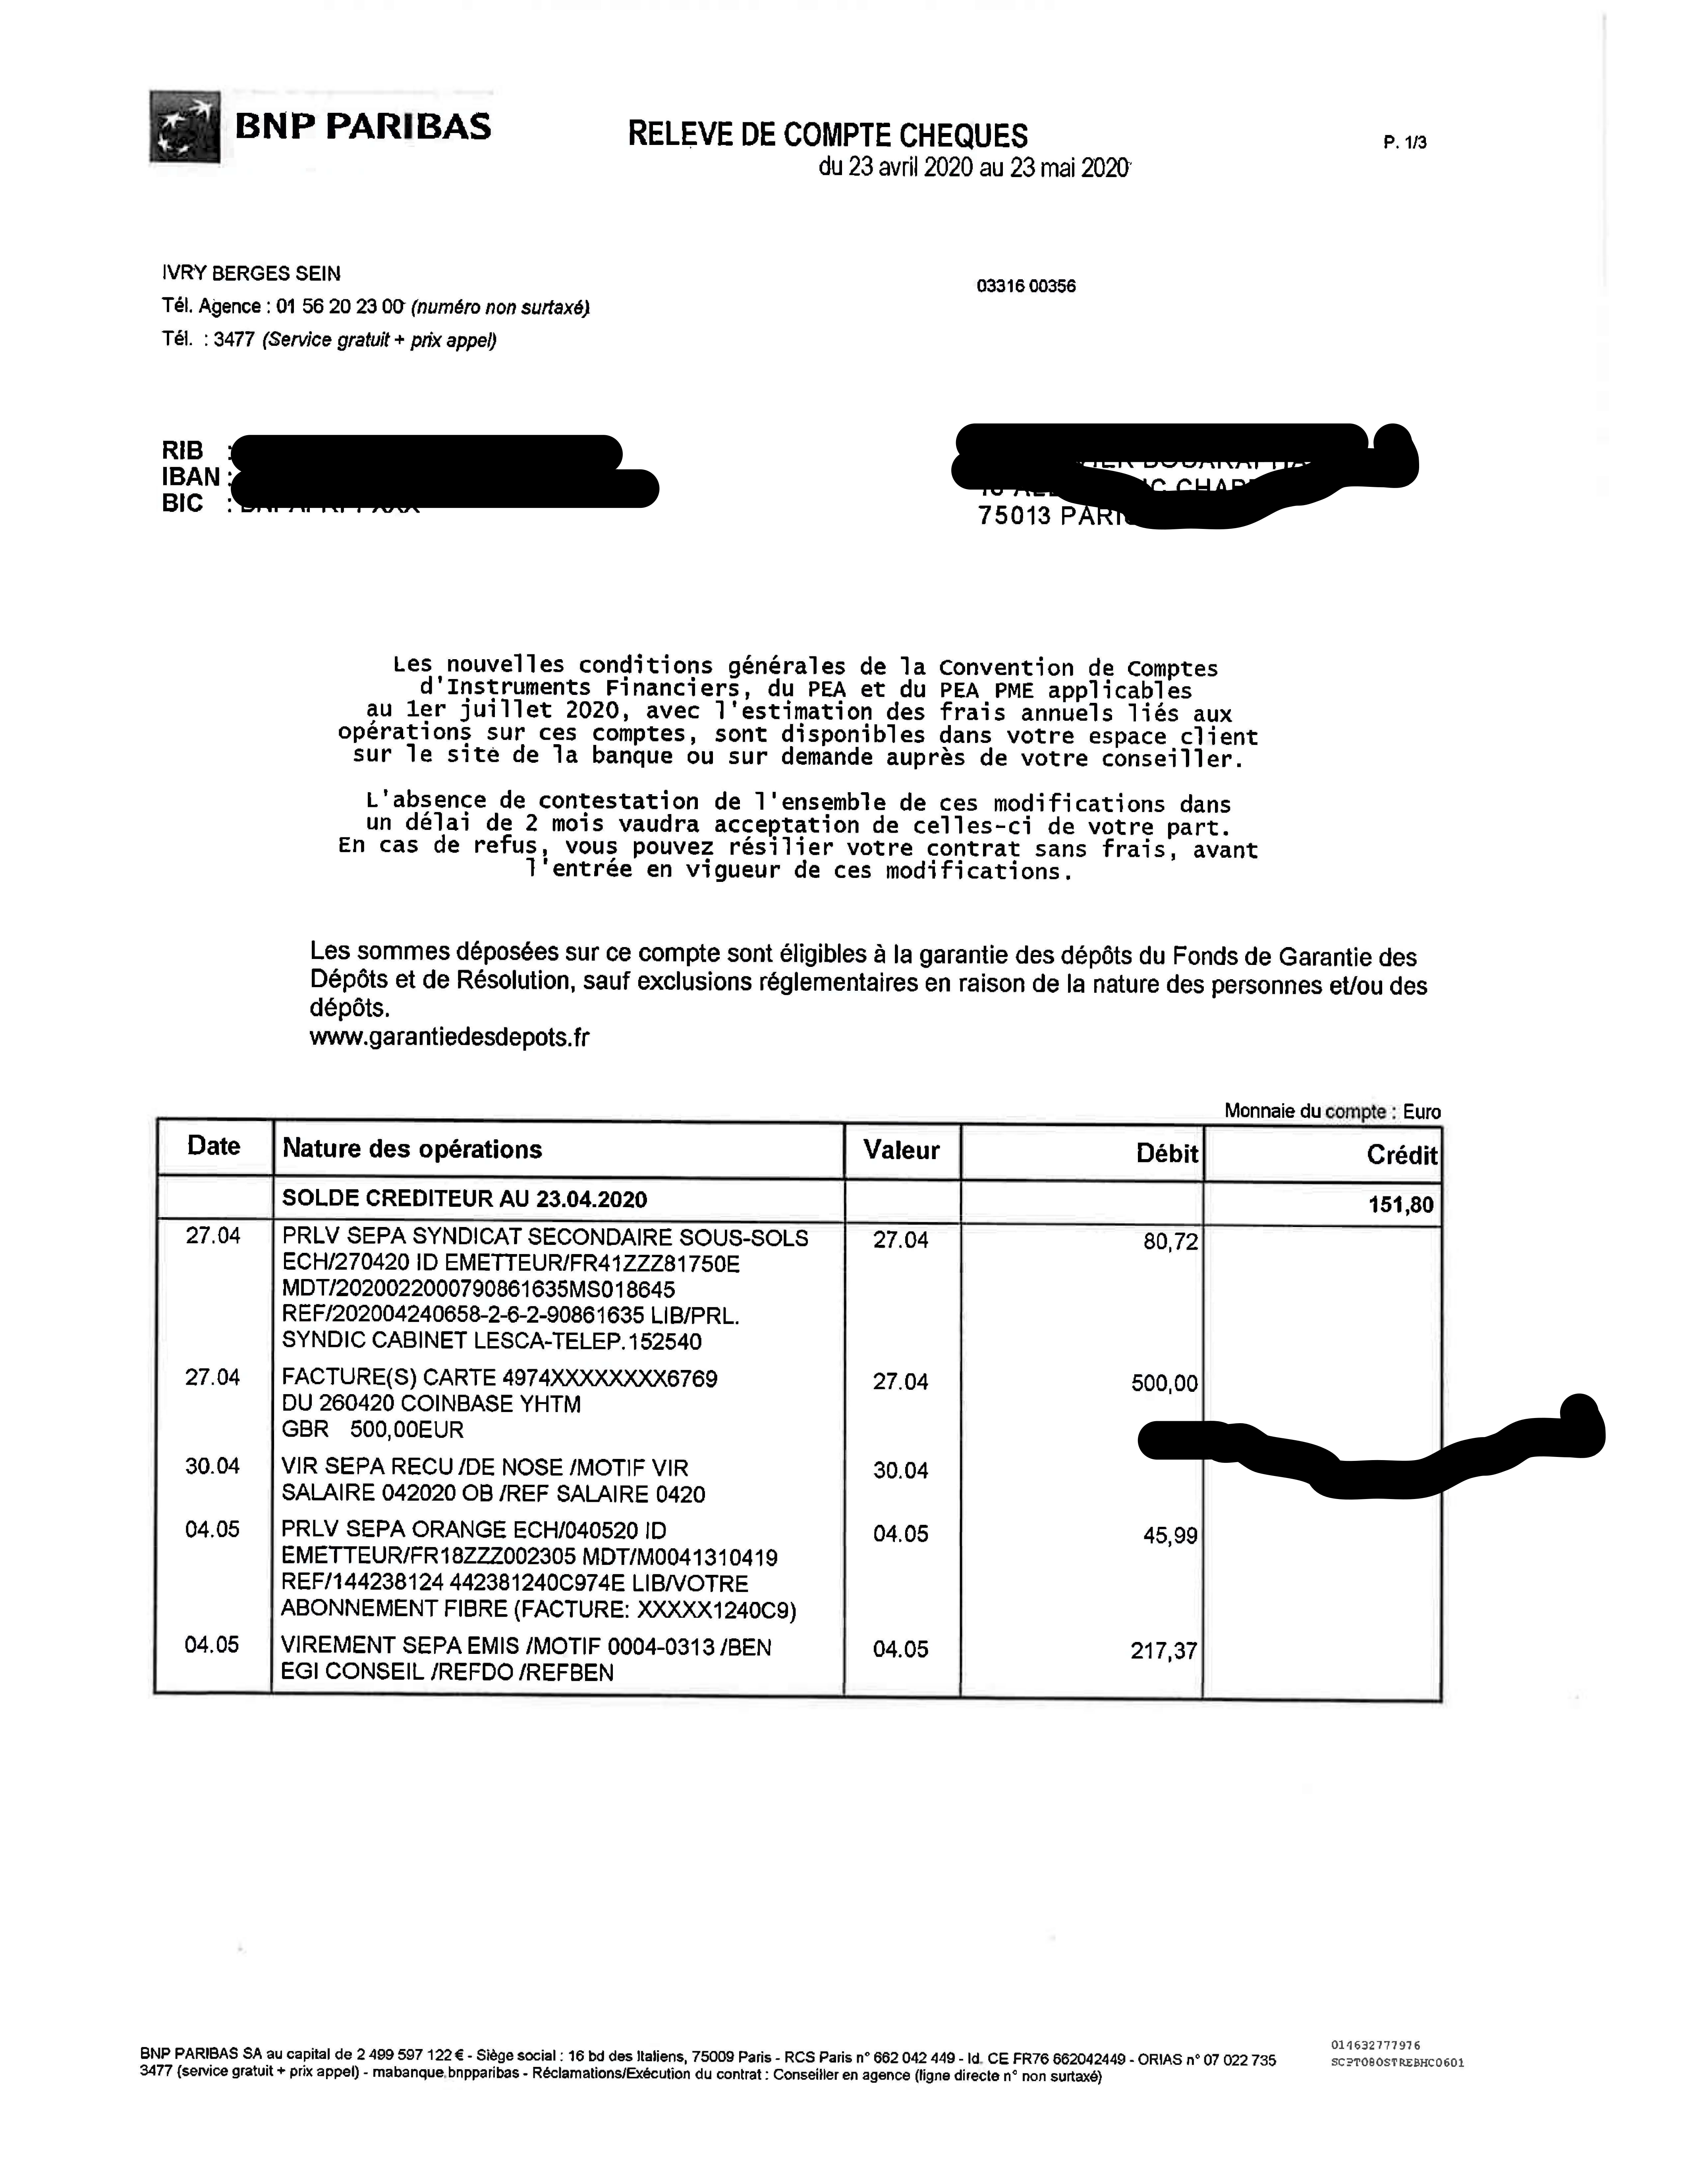 BNP PARIBAS
RELEVE DE COMPTE CHEQUES
P. 1/3
du 23 avril 2020 au 23 mai 2020
IVRY BERGES SEIN
03316 00356
Tél. Agence : 01 56 20 23 00 (numéro non surtaxé)
Tél. : 3477 (Service gratuit + prix appel)
RIB :
IBAN :
BIC :
75013
Les nouvelles conditions générales de la Convention de Comptes
d'Instruments Financiers, du PEA et du PEA PME applicables
au 1er juillet 2020, avec l'estimation des frais annuels liés aux
opérations sur ces comptes, sont disponibles dans votre espace client
sur le site de la banque ou sur demande auprès de votre conseiller.
L'absence de contestation de l'ensemble de ces modifications dans
un délai de 2 mois vaudra acceptation de celles-ci de votre part.
En cas de refus, vous pouvez résilier votre contrat sans frais, avant
l'entrée en vigueur de ces modifications.
Les sommes déposées sur ce compte sont éligibles à la garantie des dépôts du Fonds de Garantie des
Dépôts et de Résolution, sauf exclusions réglementaires en raison de la nature des personnes et/ou des
dépôts.
www.garantiedesdepots.fr
Monnaie du compte : Euro
Date Nature des opérations Valeur Débit Crédit
SOLDE CREDITEUR AU 23.04.2020 151,80
27.04 PRLV SEPA SYNDICAT SECONDAIRE SOUS-SOLS 27.04 80,72
ECH/270420 ID EMETTEUR/FR41ZZZ81750E
MDT/2020022000790861635MS018645
REF/202004240658-2-6-2-90861635 LIB/PRL.
SYNDIC CABINET LESCA-TELEP.152540
27.04 FACTURE(S) CARTE 4974XXXXXXXX6769 27.04 500,00
DU 260420 COINBASE YHTM
GBR 500,00EUR
30.04 VIR SEPA RECU /DE NOSE /MOTIF VIR 30.04
SALAIRE 042020 OB /REF SALAIRE 0420
04.05 PRLV SEPA ORANGE ECH/040520 ID 04.05 45,99
EMETTEUR/FR18ZZZ002305 MDT/M0041310419
REF/144238124 442381240C974E LIB/VOTRE
ABONNEMENT FIBRE (FACTURE: XXXXX1240C9)
04.05 VIREMENT SEPA EMIS /MOTIF 0004-0313 /BEN 04.05 217,37
EGI CONSEIL /REFDO /REFBEN
BNP PARIBAS SA au capital de 2 499 597 122 € - Siège social : 16 bd des Italiens, 75009 Paris - RCS Paris n° 662 042 449 - Id. CE FR76 662042449 - ORIAS n° 07 022 735
3477 (service gratuit + prix appel) - mabanque.bnpparibas - Réclamations/Exécution du contrat : Conseiller en agence (ligne directe n° non surtaxé)
014632777976
SCPTO8OSTREBHC0601